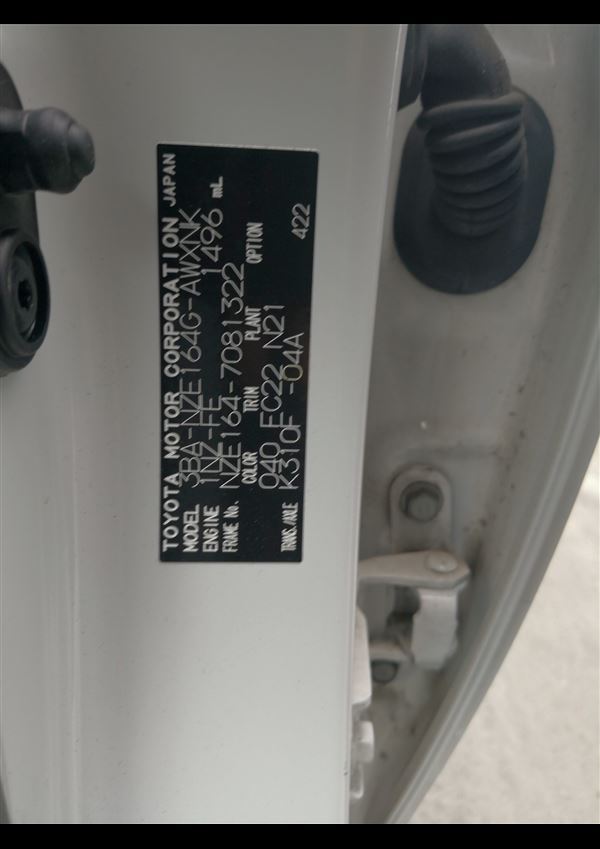 TOYOTA MOTOR CORPORATION JAPAN
MODEL 3BA-NZE164G-AWXNK
ENGINE 1NZ-FE 1496 mL
FRAME No. NZE164-7081322
COLOR TRIM PLANT OPTION
040 FC22 N21
TRANS./AXLE K310F -04A 422